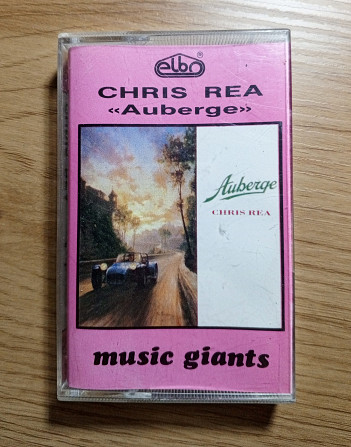 elbo®
CHRIS REA
«Auberge»
Auberge
CHRIS REA
music giants